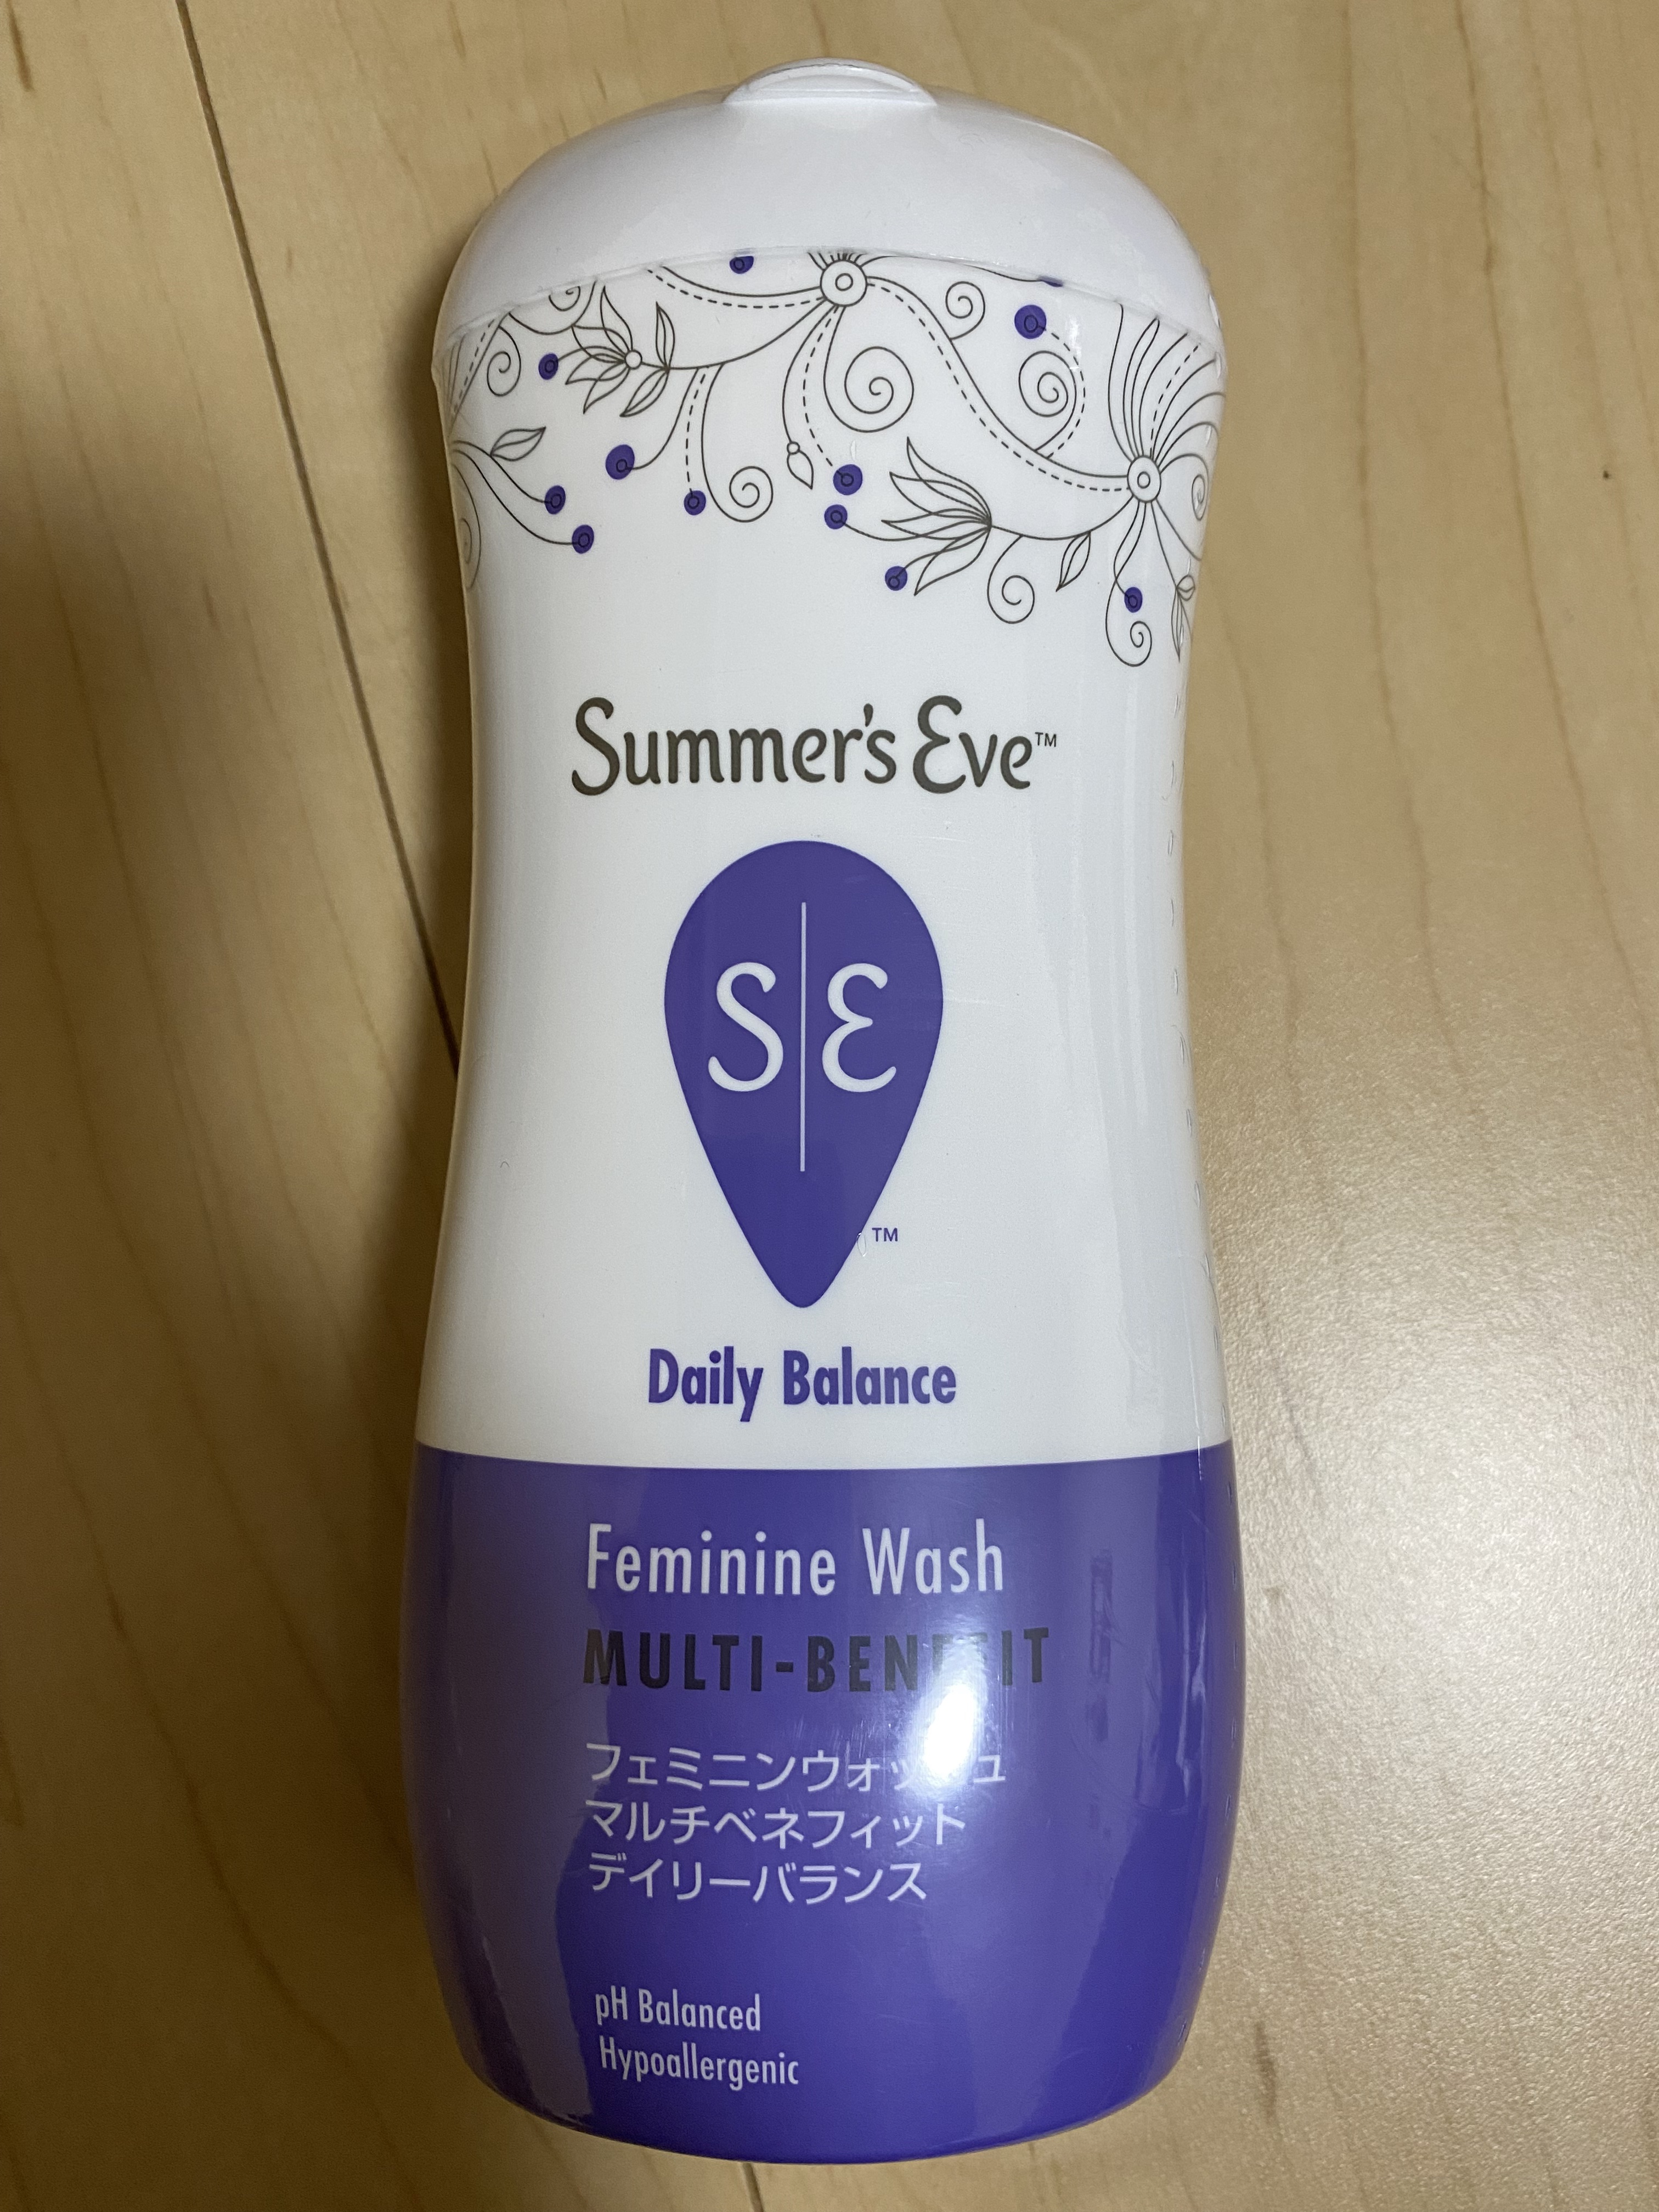 Summer's Eve™
S|E
™
Daily Balance
Feminine Wash
MULTI-BENEFIT
フェミニンウォッシュ
マルチベネフィット
デイリーバランス
pH Balanced
Hypoallergenic